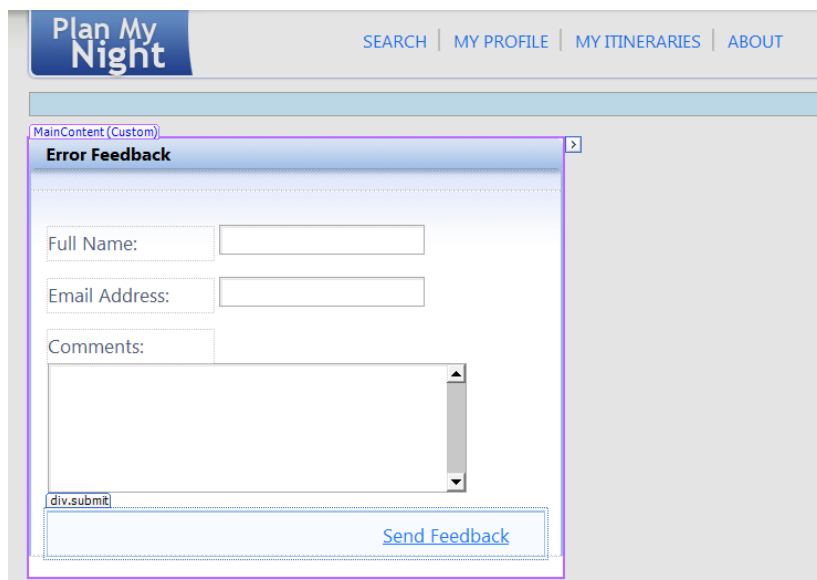 Plan My
Night
SEARCH | MY PROFILE | MY ITINERARIES | ABOUT
MainContent (Custom)
Error Feedback
>
Full Name:
Email Address:
Comments:
div.submit
Send Feedback